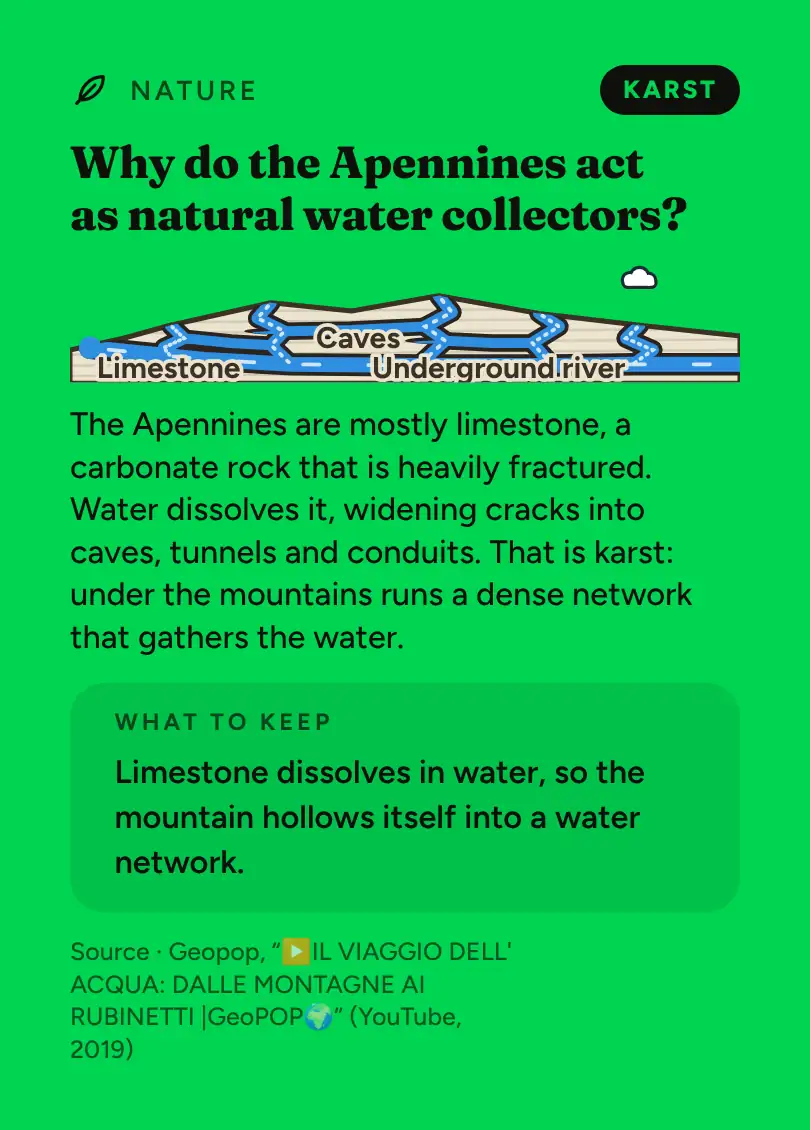 NATURE
KARST
Why do the Apennines act
as natural water collectors?
Caves
Limestone
Underground river
The Apennines are mostly limestone, a
carbonate rock that is heavily fractured.
Water dissolves it, widening cracks into
caves, tunnels and conduits. That is karst:
under the mountains runs a dense network
that gathers the water.
WHAT TO KEEP
Limestone dissolves in water, so the
mountain hollows itself into a water
network.
Source · Geopop, “▶️IL VIAGGIO DELL'
ACQUA: DALLE MONTAGNE AI
RUBINETTI |GeoPOP🌍” (YouTube,
2019)